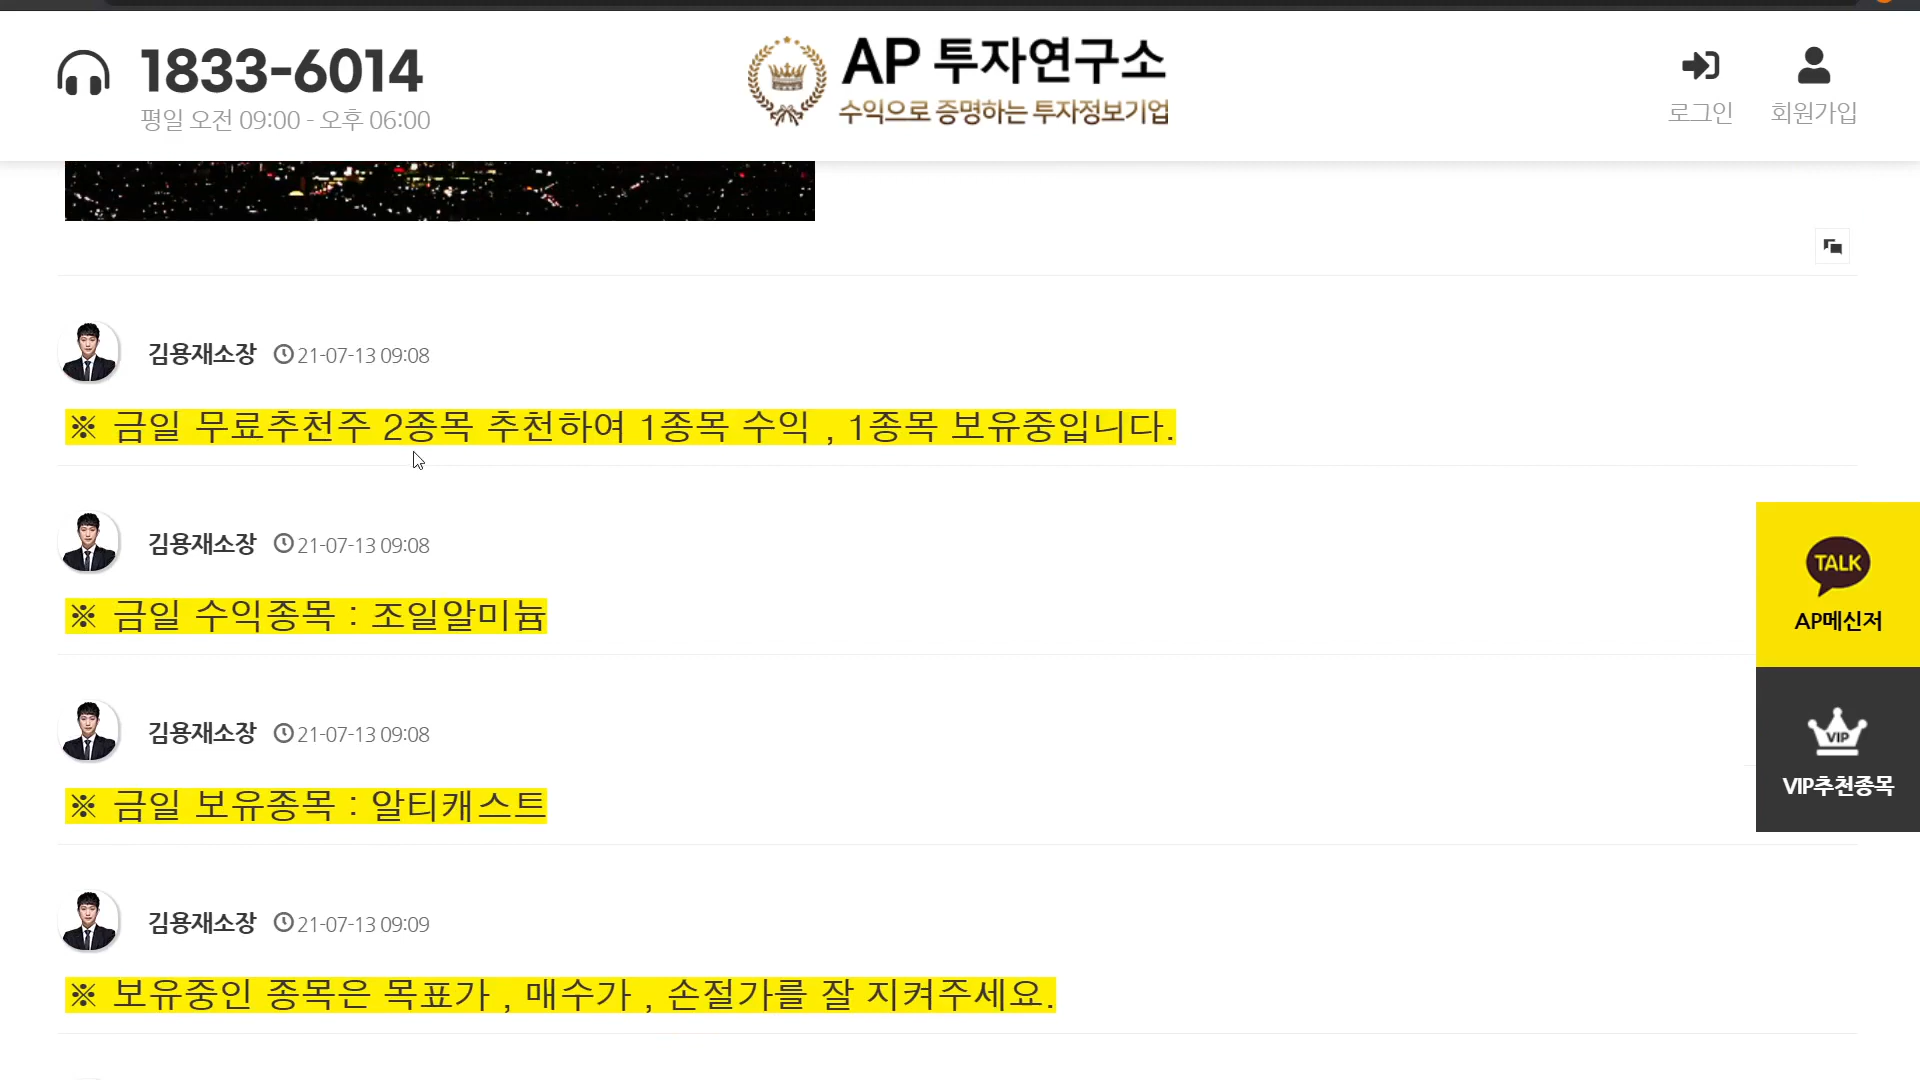 1833-6014
평일 오전 09:00 - 오후 06:00
AP 투자연구소
수익으로 증명하는 투자정보기업
로그인
회원가입
김용재소장 21-07-13 09:08
※ 금일 무료추천주 2종목 추천하여 1종목 수익 , 1종목 보유중입니다.
김용재소장 21-07-13 09:08
※ 금일 수익종목 : 조일알미늄
김용재소장 21-07-13 09:08
※ 금일 보유종목 : 알티캐스트
김용재소장 21-07-13 09:09
※ 보유중인 종목은 목표가 , 매수가 , 손절가를 잘 지켜주세요.
TALK
AP메신저
VIP
VIP추천종목